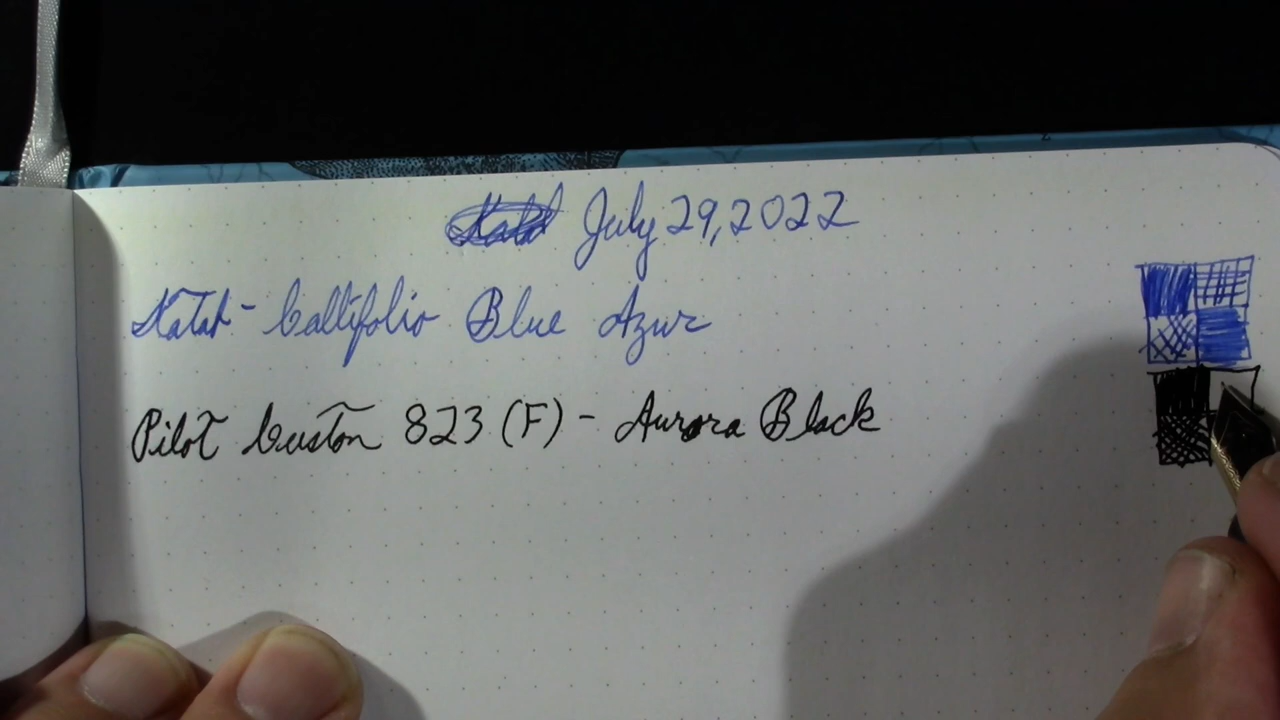 July 29, 2022
Callifolio Blue Azur
Pilot Custom 823 (F) - Aurora Black